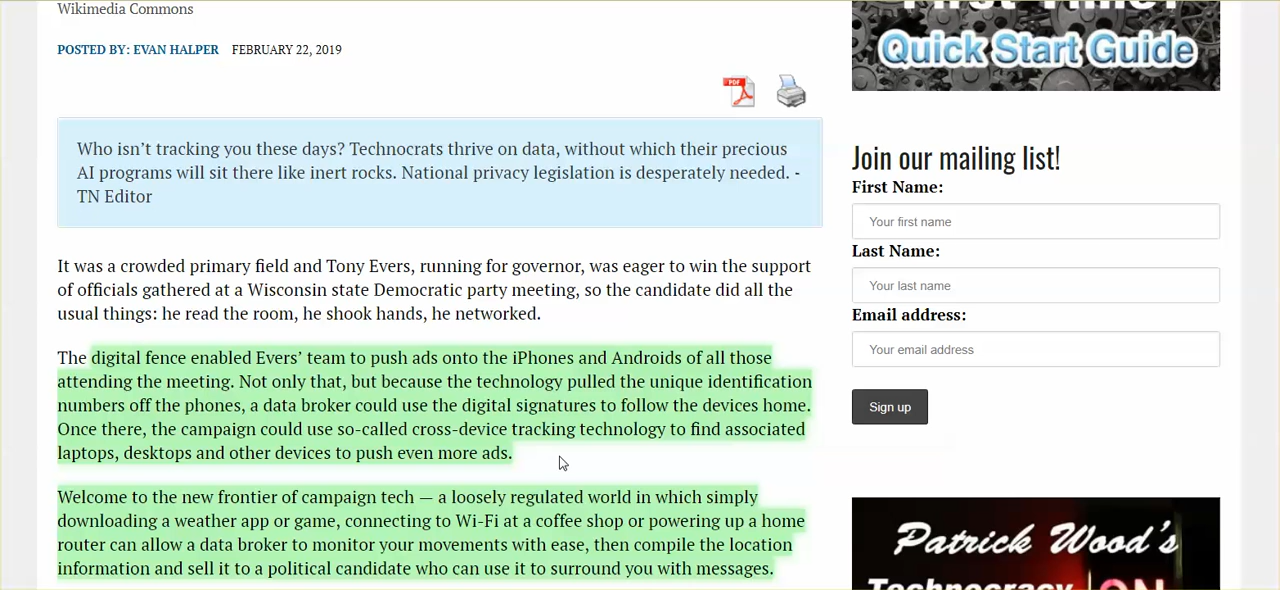 Wikimedia Commons
POSTED BY: EVAN HALPER FEBRUARY 22, 2019
PDF
Who isn't tracking you these days? Technocrats thrive on data, without which their precious
AI programs will sit there like inert rocks. National privacy legislation is desperately needed. -
TN Editor
It was a crowded primary field and Tony Evers, running for governor, was eager to win the support
of officials gathered at a Wisconsin state Democratic party meeting, so the candidate did all the
usual things: he read the room, he shook hands, he networked.
The digital fence enabled Evers' team to push ads onto the iPhones and Androids of all those
attending the meeting. Not only that, but because the technology pulled the unique identification
numbers off the phones, a data broker could use the digital signatures to follow the devices home.
Once there, the campaign could use so-called cross-device tracking technology to find associated
laptops, desktops and other devices to push even more ads.
Welcome to the new frontier of campaign tech — a loosely regulated world in which simply
downloading a weather app or game, connecting to Wi-Fi at a coffee shop or powering up a home
router can allow a data broker to monitor your movements with ease, then compile the location
information and sell it to a political candidate who can use it to surround you with messages.
First Time?
Quick Start Guide
Join our mailing list!
First Name:
Your first name
Last Name:
Your last name
Email address:
Your email address
Sign up
Patrick Wood's
Technocracy ON